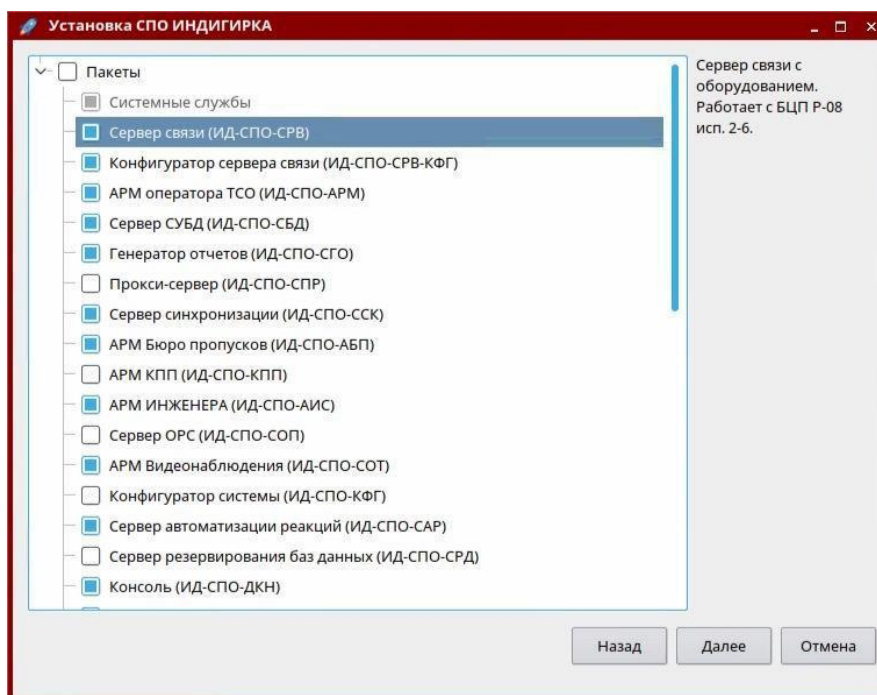 Установка СПО ИНДИГИРКА
Пакеты
Системные службы
Сервер связи (ИД-СПО-СРВ)
Конфигуратор сервера связи (ИД-СПО-СРВ-КФГ)
АРМ оператора ТСО (ИД-СПО-АРМ)
Сервер СУБД (ИД-СПО-СБД)
Генератор отчетов (ИД-СПО-СГО)
Прокси-сервер (ИД-СПО-СПР)
Сервер синхронизации (ИД-СПО-ССК)
АРМ Бюро пропусков (ИД-СПО-АБП)
АРМ КПП (ИД-СПО-КПП)
АРМ ИНЖЕНЕРА (ИД-СПО-АИС)
Сервер ОРС (ИД-СПО-СОП)
АРМ Видеонаблюдения (ИД-СПО-СОТ)
Конфигуратор системы (ИД-СПО-КФГ)
Сервер автоматизации реакций (ИД-СПО-САР)
Сервер резервирования баз данных (ИД-СПО-СРД)
Консоль (ИД-СПО-ДКН)
Сервер связи с
оборудованием.
Работает с БЦП Р-08
исп. 2-6.
Назад
Далее
Отмена